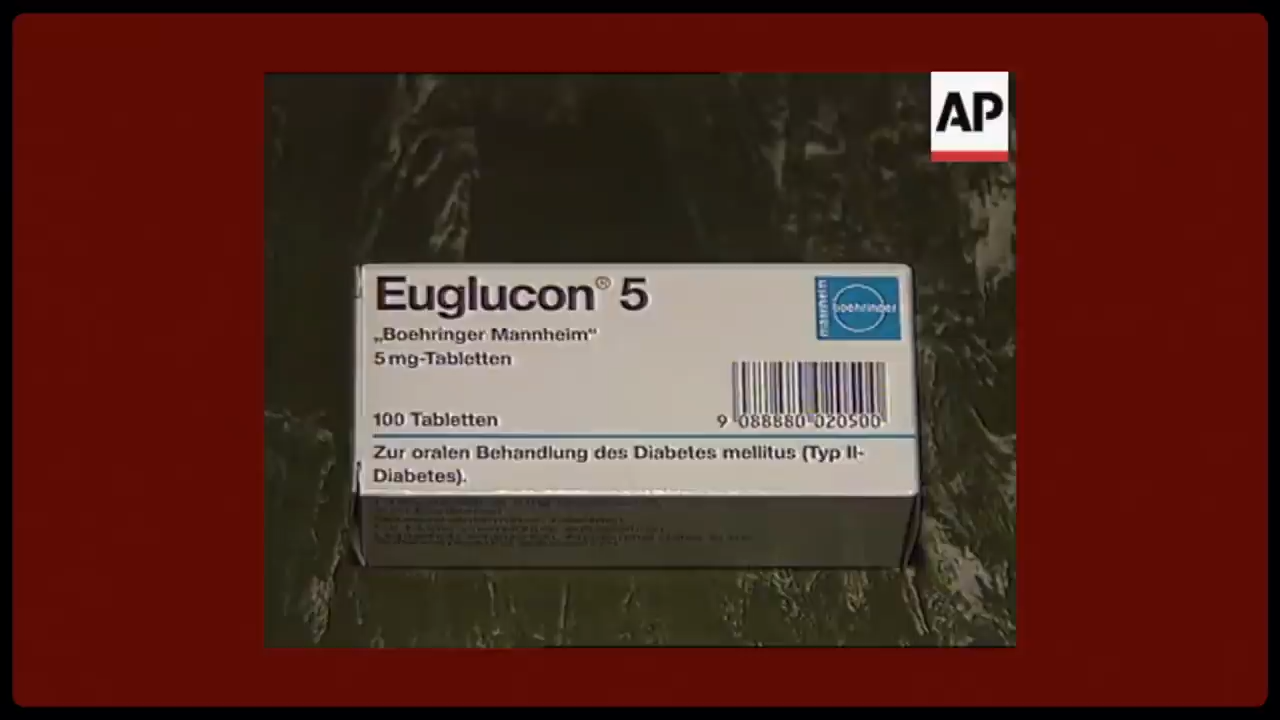 AP
Euglucon® 5
„Boehringer Mannheim“
5 mg-Tabletten
mannheim
boehringer
9 088880 020500
100 Tabletten
Zur oralen Behandlung des Diabetes mellitus (Typ II-
Diabetes).